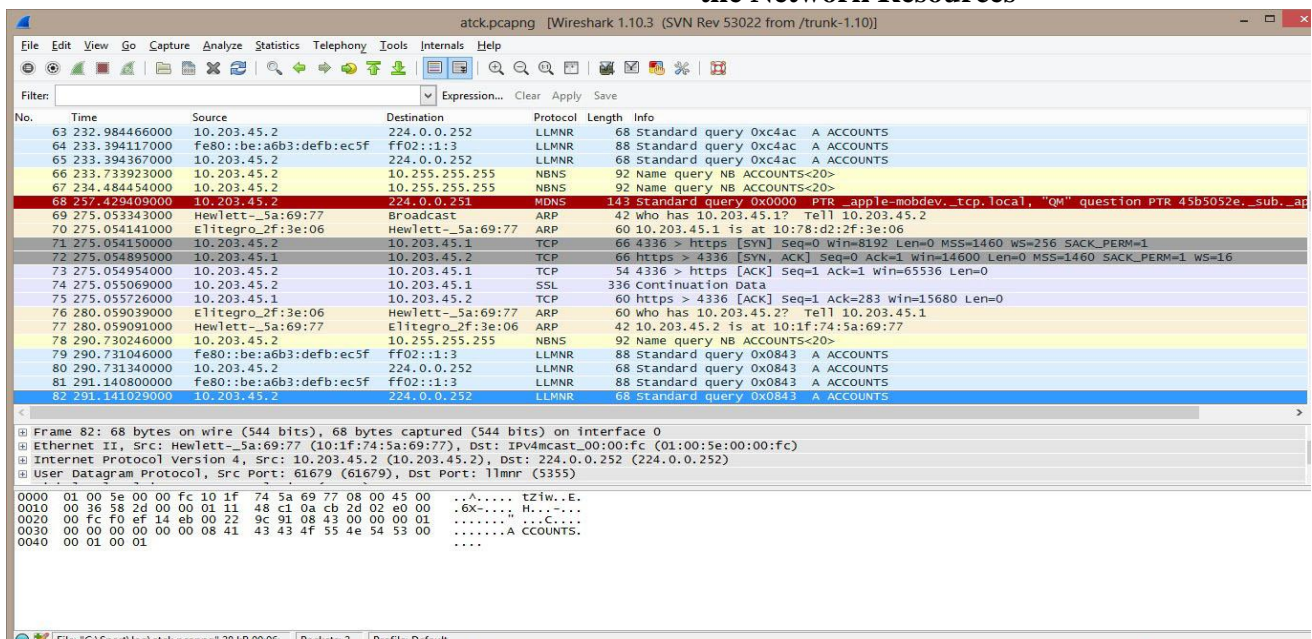 the Network Resources
atck.pcapng [Wireshark 1.10.3 (SVN Rev 53022 from /trunk-1.10)]
File Edit View Go Capture Analyze Statistics Telephony Tools Internals Help
Filter: Expression... Clear Apply Save
No. Time Source Destination Protocol Length Info
63 232.984466000 10.203.45.2 224.0.0.252 LLMNR 68 Standard query 0xc4ac A ACCOUNTS
64 233.394117000 fe80::be:a6b3:defb:ec5f ff02::1:3 LLMNR 88 Standard query 0xc4ac A ACCOUNTS
65 233.394367000 10.203.45.2 224.0.0.252 LLMNR 68 Standard query 0xc4ac A ACCOUNTS
66 233.733923000 10.203.45.2 10.255.255.255 NBNS 92 Name query NB ACCOUNTS<20>
67 234.484454000 10.203.45.2 10.255.255.255 NBNS 92 Name query NB ACCOUNTS<20>
68 257.429409000 10.203.45.2 224.0.0.251 MDNS 143 Standard query 0x0000 PTR _apple-mobdev._tcp.local, "QM" question PTR 45b5052e._sub._ap
69 275.053343000 Hewlett-_5a:69:77 Broadcast ARP 42 who has 10.203.45.1? Tell 10.203.45.2
70 275.054141000 Elitegro_2f:3e:06 Hewlett-_5a:69:77 ARP 60 10.203.45.1 is at 10:78:d2:2f:3e:06
71 275.054150000 10.203.45.2 10.203.45.1 TCP 66 4336 > https [SYN] Seq=0 Win=8192 Len=0 MSS=1460 WS=256 SACK_PERM=1
72 275.054895000 10.203.45.1 10.203.45.2 TCP 66 https > 4336 [SYN, ACK] Seq=0 Ack=1 Win=14600 Len=0 MSS=1460 SACK_PERM=1 WS=16
73 275.054954000 10.203.45.2 10.203.45.1 TCP 54 4336 > https [ACK] Seq=1 Ack=1 Win=65536 Len=0
74 275.055069000 10.203.45.2 10.203.45.1 SSL 336 Continuation Data
75 275.055726000 10.203.45.1 10.203.45.2 TCP 60 https > 4336 [ACK] Seq=1 Ack=283 Win=15680 Len=0
76 280.059039000 Elitegro_2f:3e:06 Hewlett-_5a:69:77 ARP 60 who has 10.203.45.2? Tell 10.203.45.1
77 280.059091000 Hewlett-_5a:69:77 Elitegro_2f:3e:06 ARP 42 10.203.45.2 is at 10:1f:74:5a:69:77
78 290.730246000 10.203.45.2 10.255.255.255 NBNS 92 Name query NB ACCOUNTS<20>
79 290.731046000 fe80::be:a6b3:defb:ec5f ff02::1:3 LLMNR 88 Standard query 0x0843 A ACCOUNTS
80 290.731340000 10.203.45.2 224.0.0.252 LLMNR 68 Standard query 0x0843 A ACCOUNTS
81 291.140800000 fe80::be:a6b3:defb:ec5f ff02::1:3 LLMNR 88 Standard query 0x0843 A ACCOUNTS
82 291.141029000 10.203.45.2 224.0.0.252 LLMNR 68 Standard query 0x0843 A ACCOUNTS
Frame 82: 68 bytes on wire (544 bits), 68 bytes captured (544 bits) on interface 0
Ethernet II, Src: Hewlett-_5a:69:77 (10:1f:74:5a:69:77), Dst: IPv4mcast_00:00:fc (01:00:5e:00:00:fc)
Internet Protocol Version 4, Src: 10.203.45.2 (10.203.45.2), Dst: 224.0.0.252 (224.0.0.252)
User Datagram Protocol, Src Port: 61679 (61679), Dst Port: llmnr (5355)
0000 01 00 5e 00 00 fc 10 1f 74 5a 69 77 08 00 45 00 ..^..... tZiw..E.
0010 00 36 58 2d 00 00 01 11 48 c1 0a cb 2d 02 e0 00 .6X-.... H...-...
0020 00 fc f0 ef 14 eb 00 22 9c 91 08 43 00 00 00 01 ......." ...C....
0030 00 00 00 00 00 00 08 41 43 43 4f 55 4e 54 53 00 .......A CCOUNTS.
0040 00 01 00 01 ....